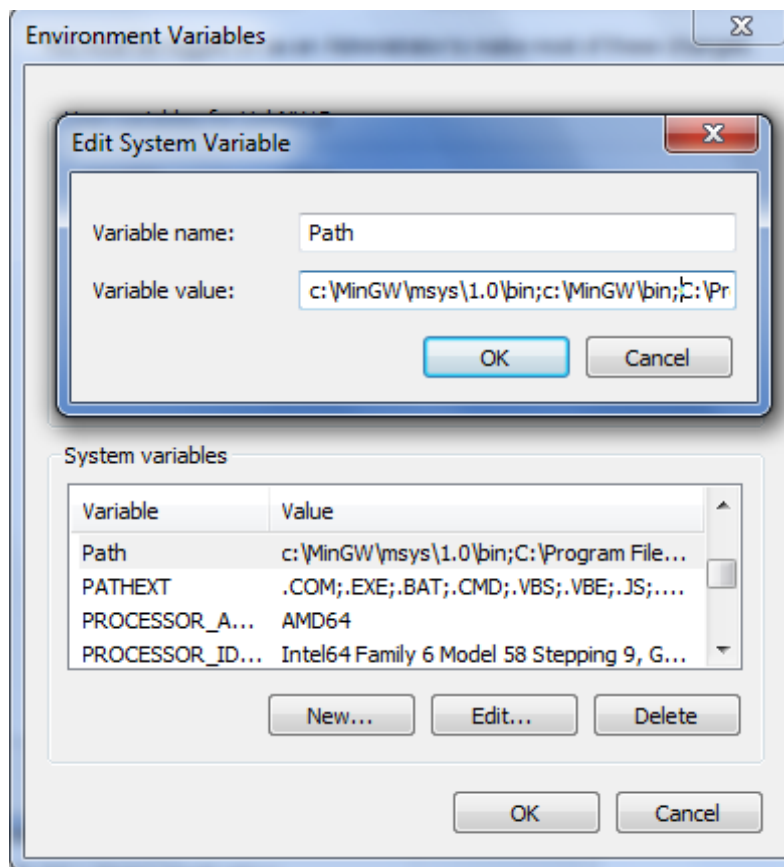 Environment Variables
Edit System Variable
Variable name: Path
Variable value: c:\MinGW\msys\1.0\bin;c:\MinGW\bin;C:\Pr
OK Cancel
System variables
Variable Value
Path c:\MinGW\msys\1.0\bin;C:\Program File...
PATHEXT .COM;.EXE;.BAT;.CMD;.VBS;.VBE;.JS;....
PROCESSOR_A... AMD64
PROCESSOR_ID... Intel64 Family 6 Model 58 Stepping 9, G...
New... Edit... Delete
OK Cancel